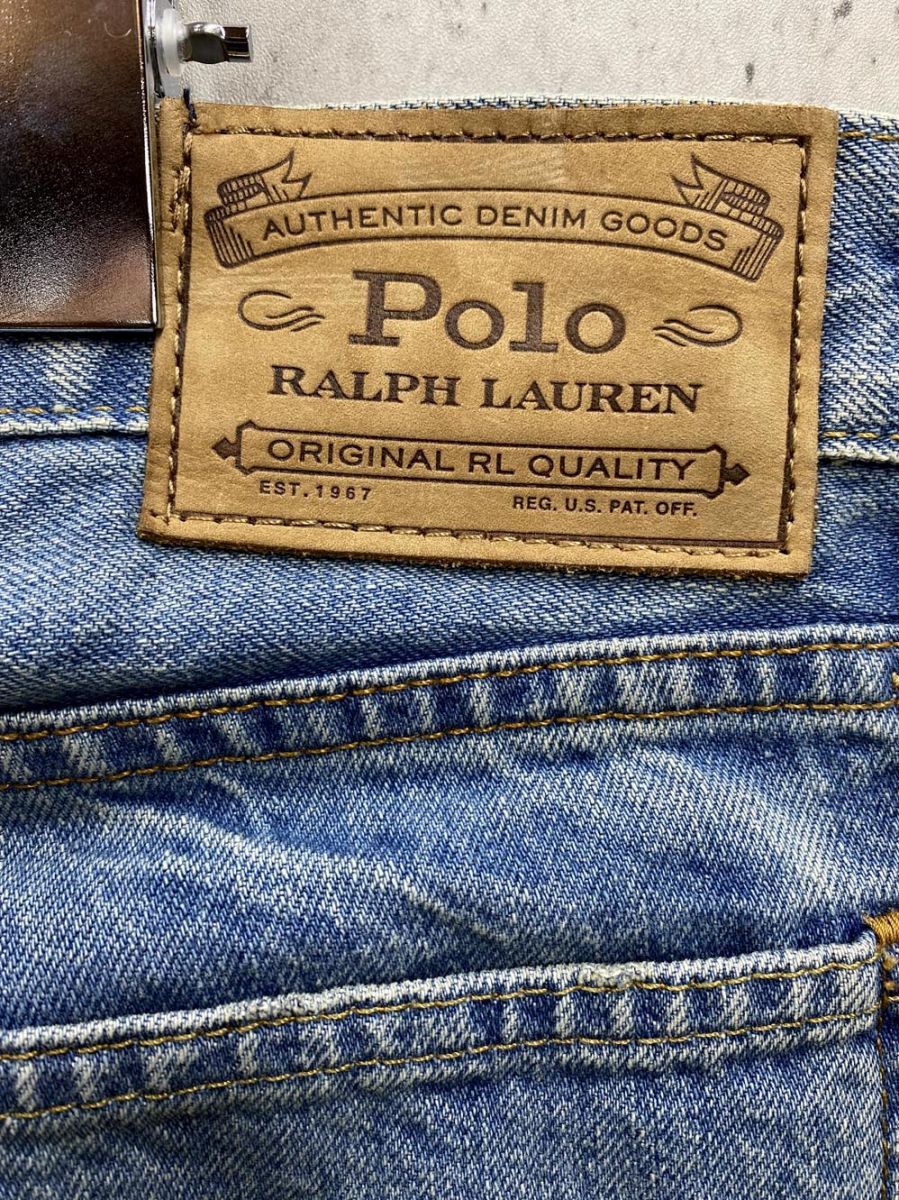 AUTHENTIC DENIM GOODS
Polo
RALPH LAUREN
ORIGINAL RL QUALITY
EST. 1967 REG. U.S. PAT. OFF.